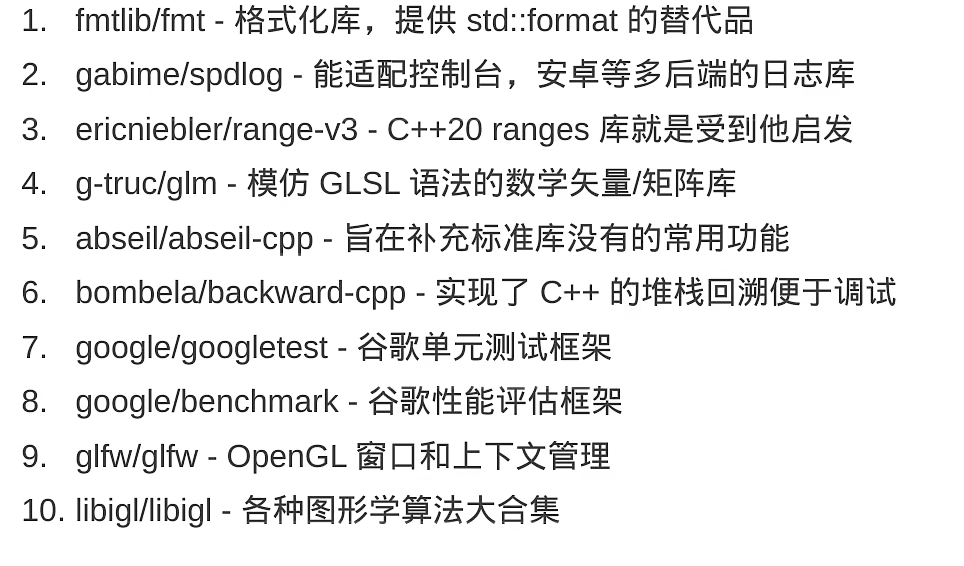 1. fmtlib/fmt - 格式化库，提供 std::format 的替代品
2. gabime/spdlog - 能适配控制台，安卓等多后端的日志库
3. ericniebler/range-v3 - C++20 ranges 库就是受到他启发
4. g-truc/glm - 模仿 GLSL 语法的数学矢量/矩阵库
5. abseil/abseil-cpp - 旨在补充标准库没有的常用功能
6. bombela/backward-cpp - 实现了 C++ 的堆栈回溯便于调试
7. google/googletest - 谷歌单元测试框架
8. google/benchmark - 谷歌性能评估框架
9. glfw/glfw - OpenGL 窗口和上下文管理
10. libigl/libigl - 各种图形学算法大合集